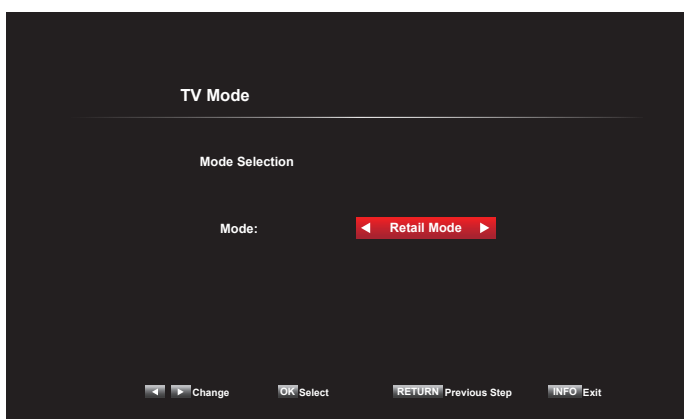 TV Mode
Mode Selection
Mode: Retail Mode
Change OK Select RETURN Previous Step INFO Exit